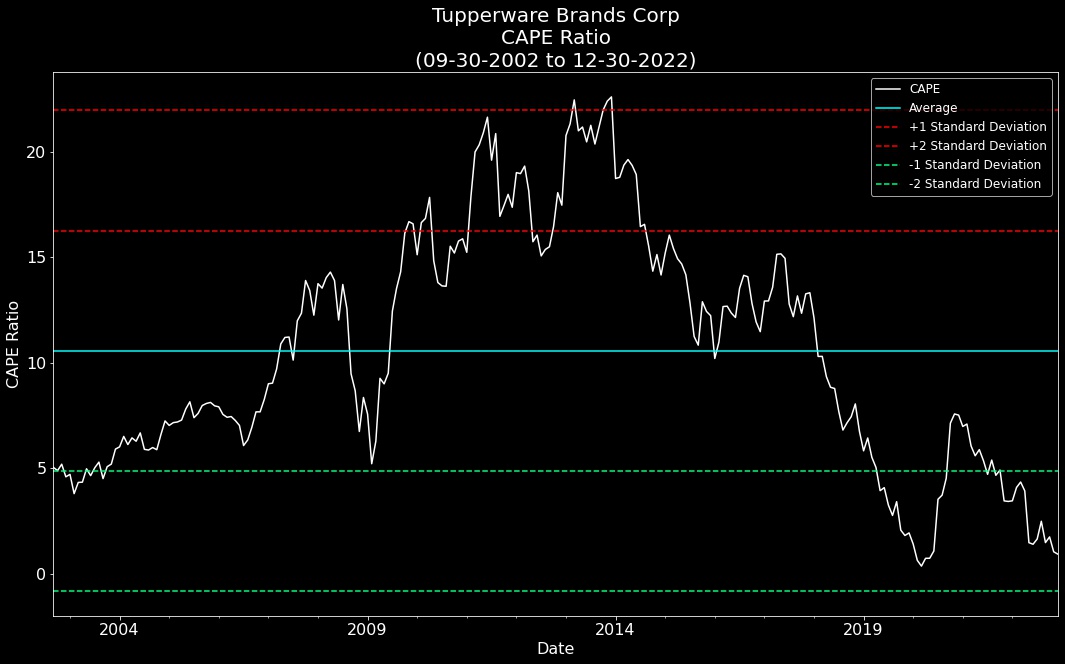 Tupperware Brands Corp
CAPE Ratio
(09-30-2002 to 12-30-2022)
CAPE
Average
+1 Standard Deviation
+2 Standard Deviation
-1 Standard Deviation
-2 Standard Deviation
20
15
10
5
0
CAPE Ratio
2004
2009
2014
2019
Date